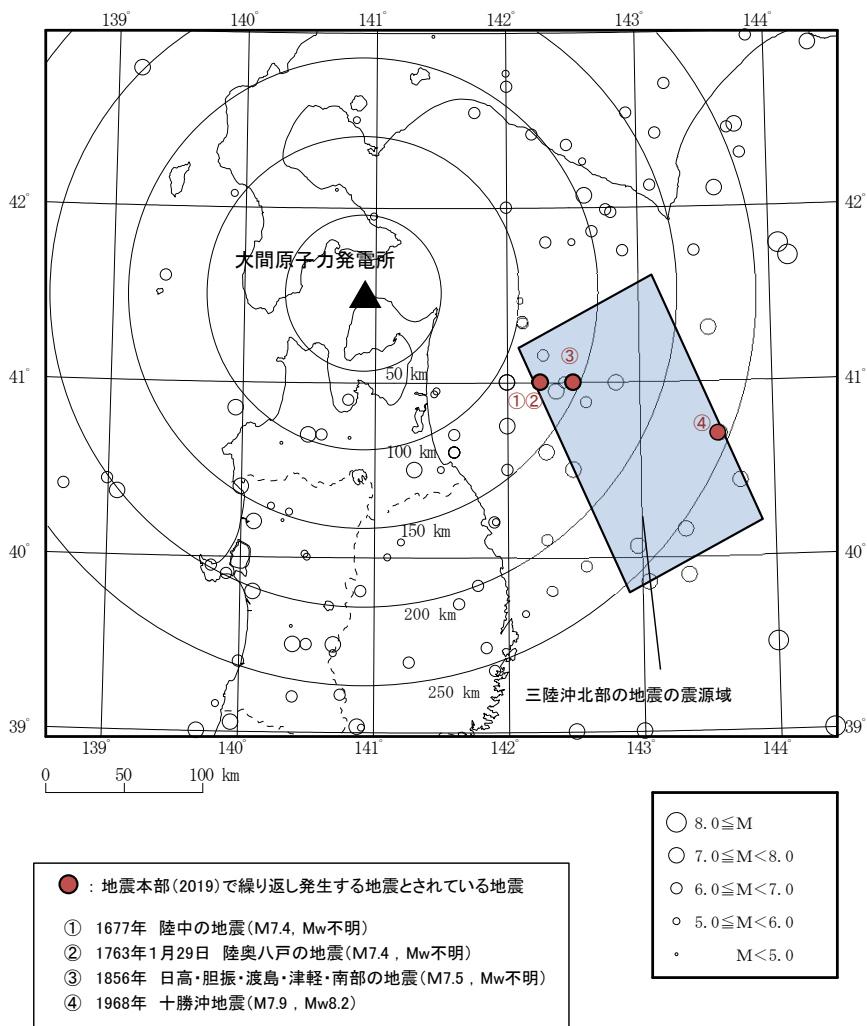 139° 140° 141° 142° 143° 144°
42° 42°
大間原子力発電所
③
41° 41°
50 km
①②
④
100 km
150 km
40° 40°
200 km
250 km
三陸沖北部の地震の震源域
39° 39°
139° 140° 141° 142° 143° 144°
0 50 100 km
8.0≦M
7.0≦M<8.0
6.0≦M<7.0
5.0≦M<6.0
M<5.0
:地震本部(2019)で繰り返し発生する地震とされている地震
① 1677年 陸中の地震(M7.4, Mw不明)
② 1763年1月29日 陸奥八戸の地震(M7.4 , Mw不明)
③ 1856年 日高・胆振・渡島・津軽・南部の地震(M7.5 , Mw不明)
④ 1968年 十勝沖地震(M7.9 , Mw8.2)